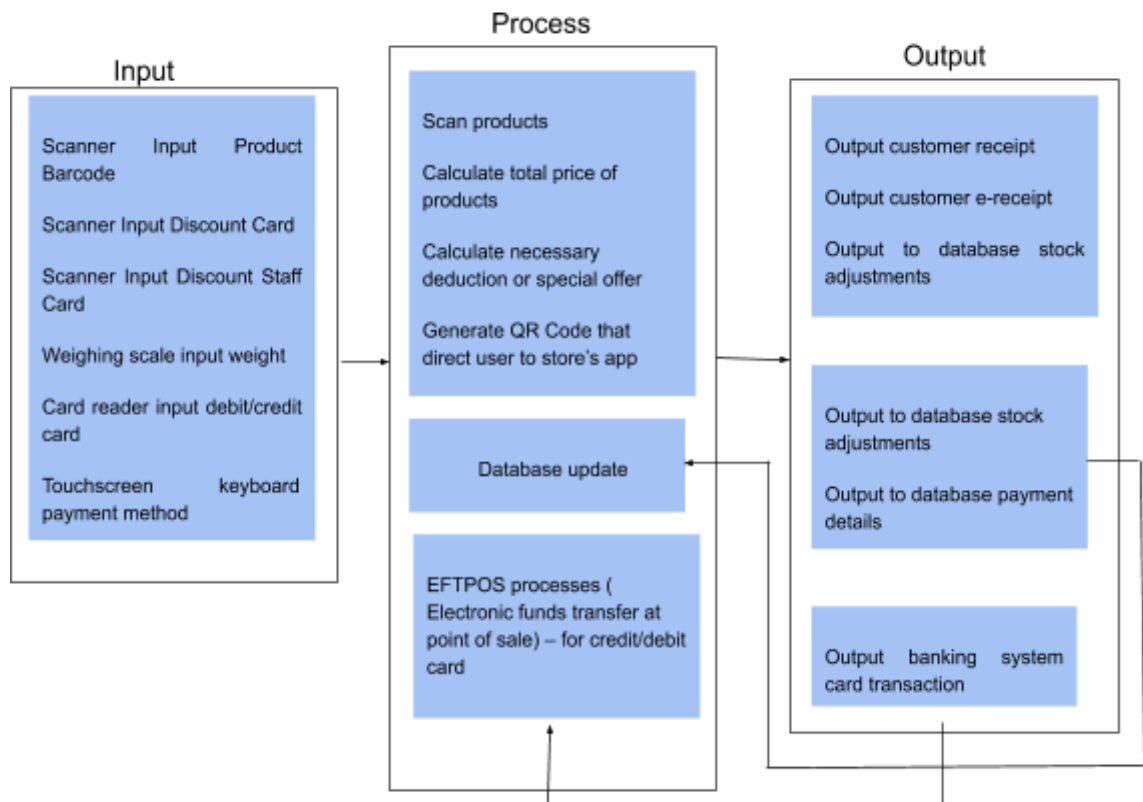 Input
Scanner Input Product
Barcode
Scanner Input Discount Card
Scanner Input Discount Staff
Card
Weighing scale input weight
Card reader input debit/credit
card
Touchscreen keyboard
payment method
Process
Scan products
Calculate total price of
products
Calculate necessary
deduction or special offer
Generate QR Code that
direct user to store's app
Database update
EFTPOS processes (
Electronic funds transfer at
point of sale) – for credit/debit
card
Output
Output customer receipt
Output customer e-receipt
Output to database stock
adjustments
Output to database stock
adjustments
Output to database payment
details
Output banking system
card transaction